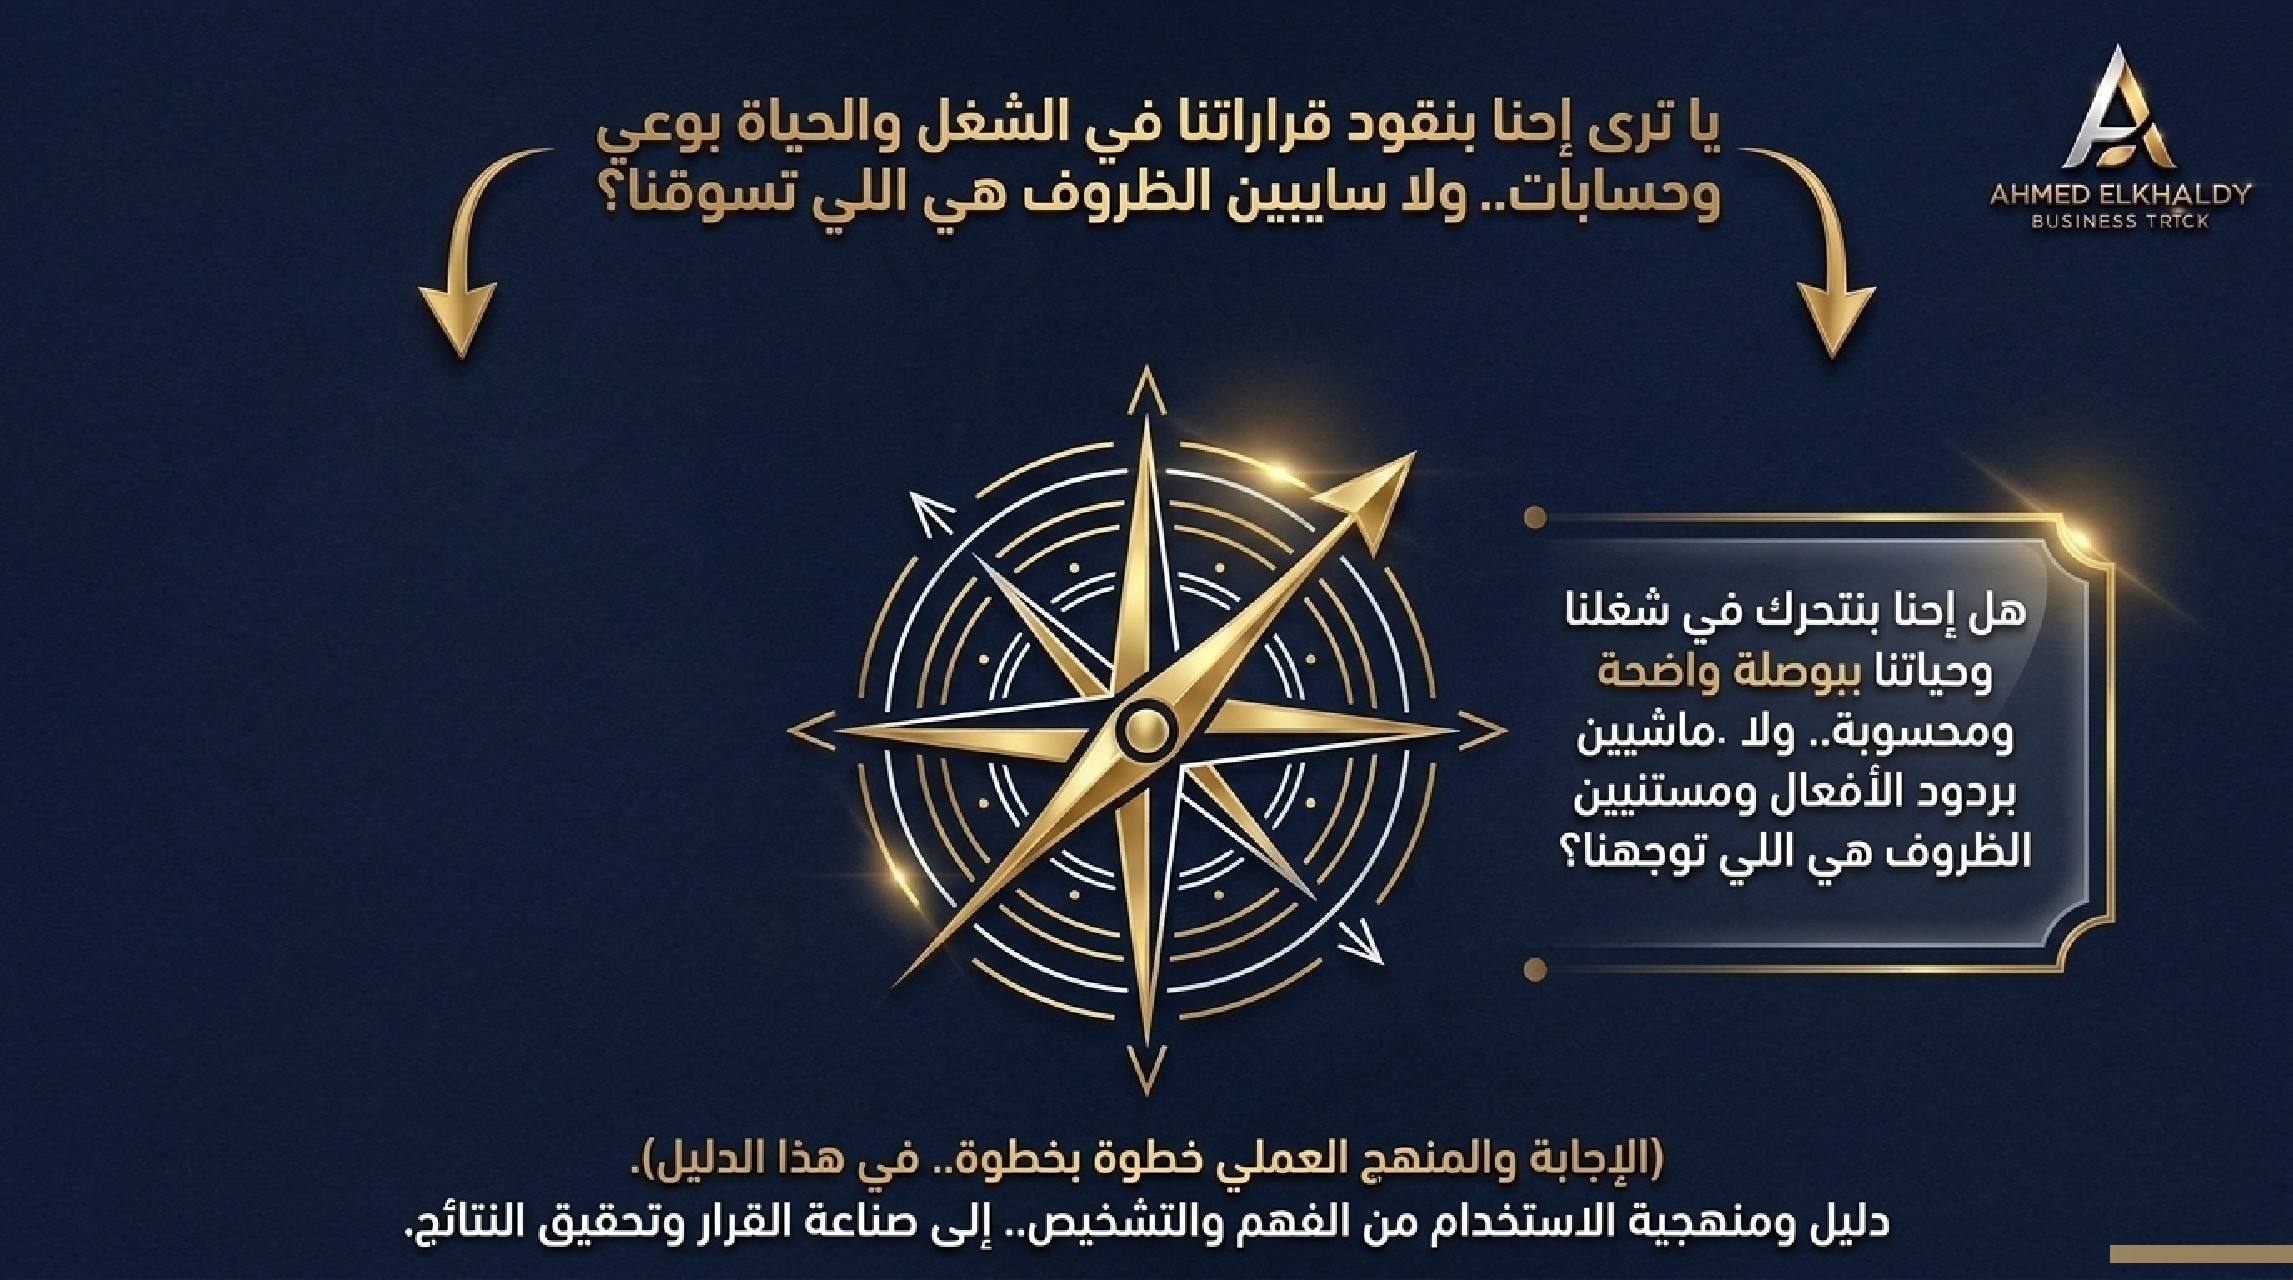 يا ترى إحنا بنقود قراراتنا في الشغل والحياة بوعي
وحسابات.. ولا سايبين الظروف هي اللي تسوقنا؟
AHMED ELKHALDY
BUSINESS TRICK
هل إحنا بنتحرك في شغلنا
وحياتنا ببوصلة واضحة
ومحسوبة.. ولا .ماشيين
بردود الأفعال ومستنيين
الظروف هي اللي توجهنا؟
(الإجابة والمنهج العملي خطوة بخطوة.. في هذا الدليل).
دليل ومنهجية الاستخدام من الفهم والتشخيص.. إلى صناعة القرار وتحقيق النتائج.